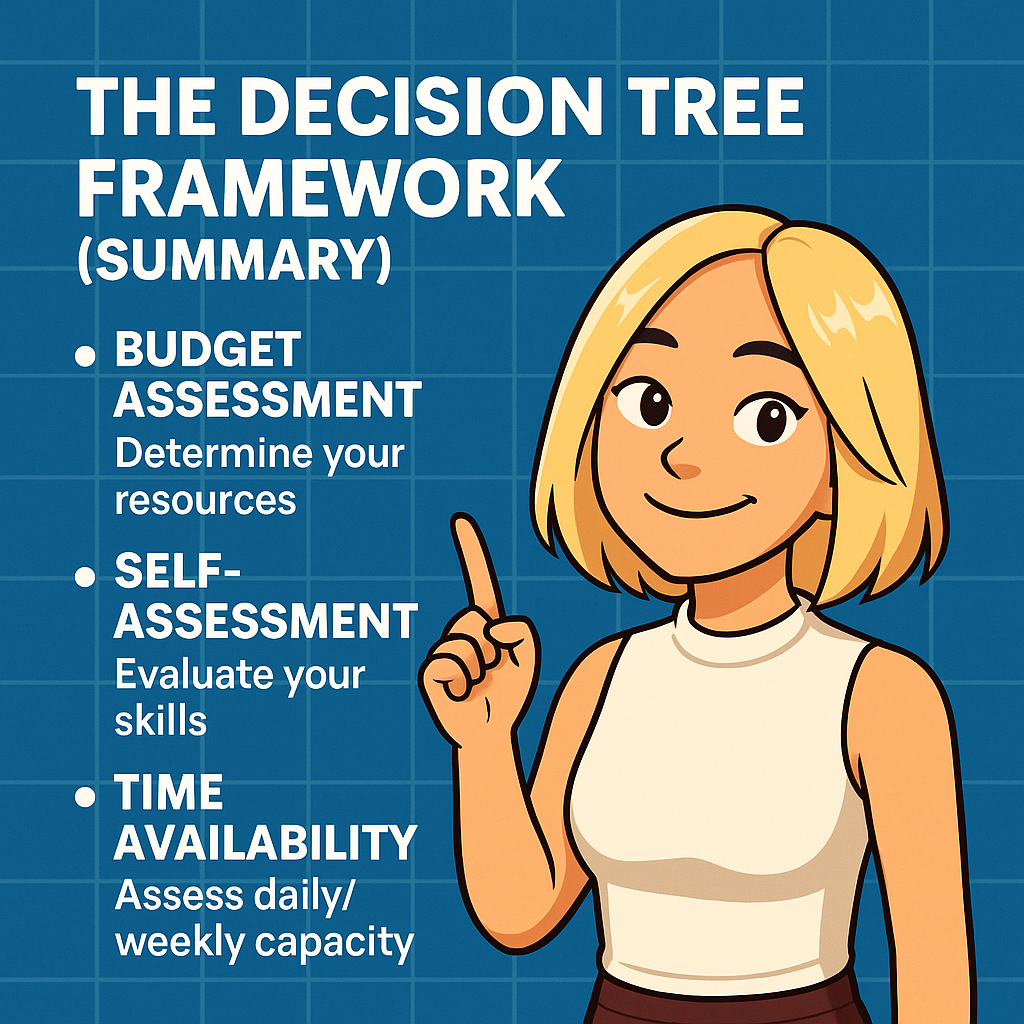 THE DECISION TREE
FRAMEWORK
(SUMMARY)
• BUDGET
ASSESSMENT
Determine your
resources
• SELF-
ASSESSMENT
Evaluate your
skills
• TIME
AVAILABILITY
Assess daily/
weekly capacity